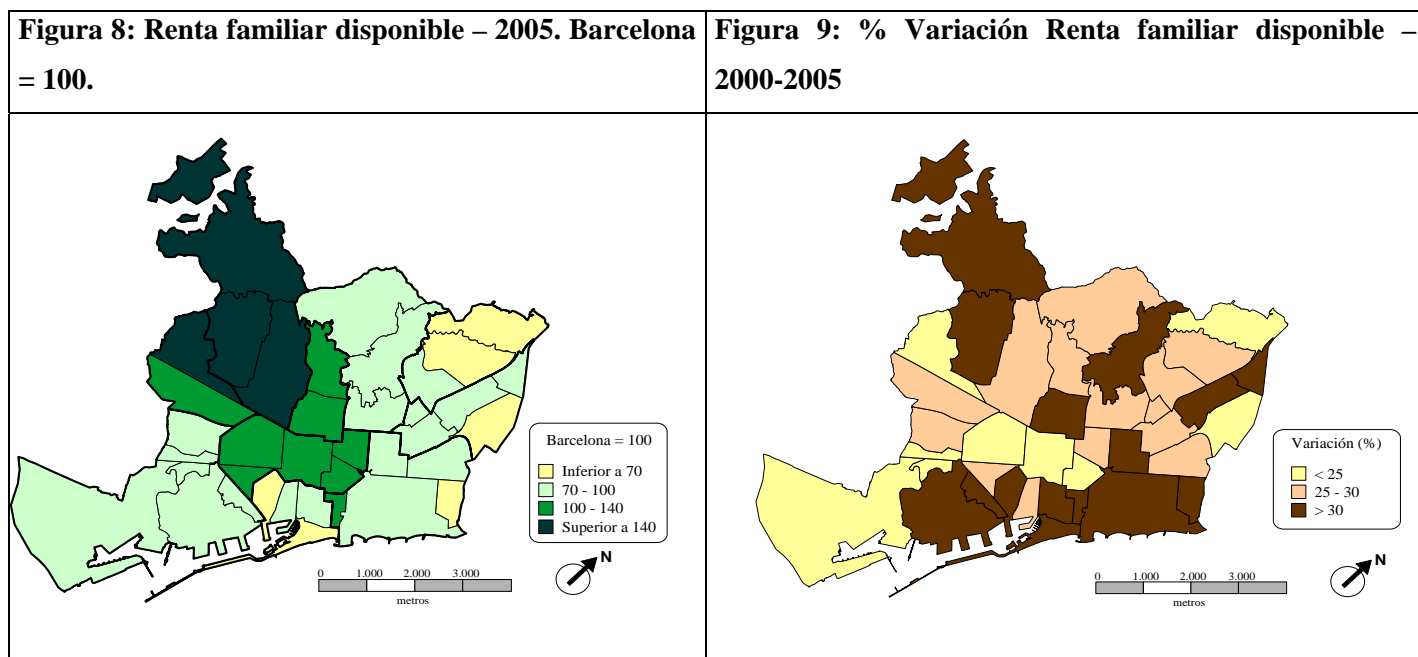 Figura 8: Renta familiar disponible – 2005. Barcelona
= 100.
Figura 9: % Variación Renta familiar disponible –
2000-2005
Barcelona = 100
Inferior a 70
70 - 100
100 - 140
Superior a 140
N
0 1.000 2.000 3.000
metros
Variación (%)
< 25
25 - 30
> 30
N
0 1.000 2.000 3.000
metros